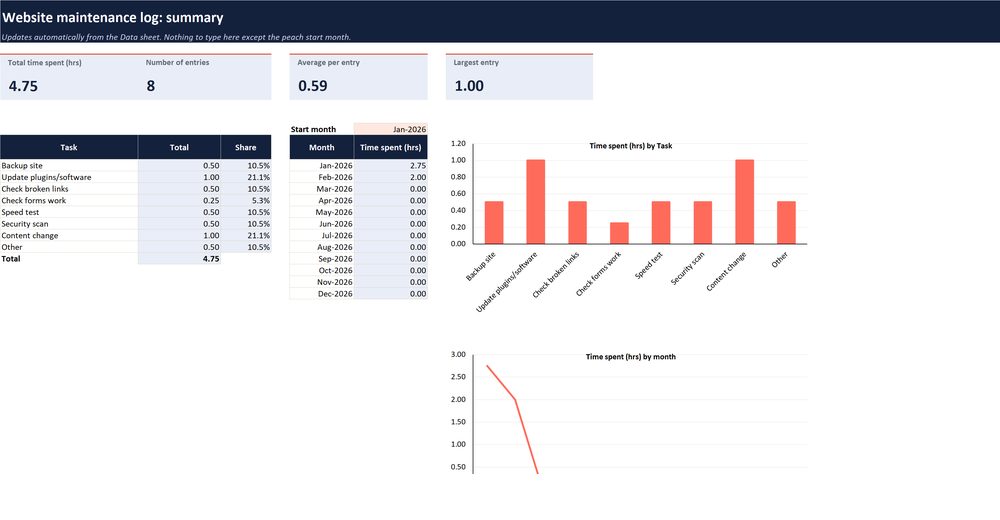 Website maintenance log: summary
Updates automatically from the Data sheet. Nothing to type here except the peach start month.
Total time spent (hrs) Number of entries Average per entry Largest entry
4.75 8 0.59 1.00
Start month Jan-2026
Task Total Share
Backup site 0.50 10.5%
Update plugins/software 1.00 21.1%
Check broken links 0.50 10.5%
Check forms work 0.25 5.3%
Speed test 0.50 10.5%
Security scan 0.50 10.5%
Content change 1.00 21.1%
Other 0.50 10.5%
Total 4.75
Month Time spent (hrs)
Jan-2026 2.75
Feb-2026 2.00
Mar-2026 0.00
Apr-2026 0.00
May-2026 0.00
Jun-2026 0.00
Jul-2026 0.00
Aug-2026 0.00
Sep-2026 0.00
Oct-2026 0.00
Nov-2026 0.00
Dec-2026 0.00
Time spent (hrs) by Task
1.20
1.00
0.80
0.60
0.40
0.20
0.00
Backup site
Update plugins/software
Check broken links
Check forms work
Speed test
Security scan
Content change
Other
Time spent (hrs) by month
3.00
2.50
2.00
1.50
1.00
0.50